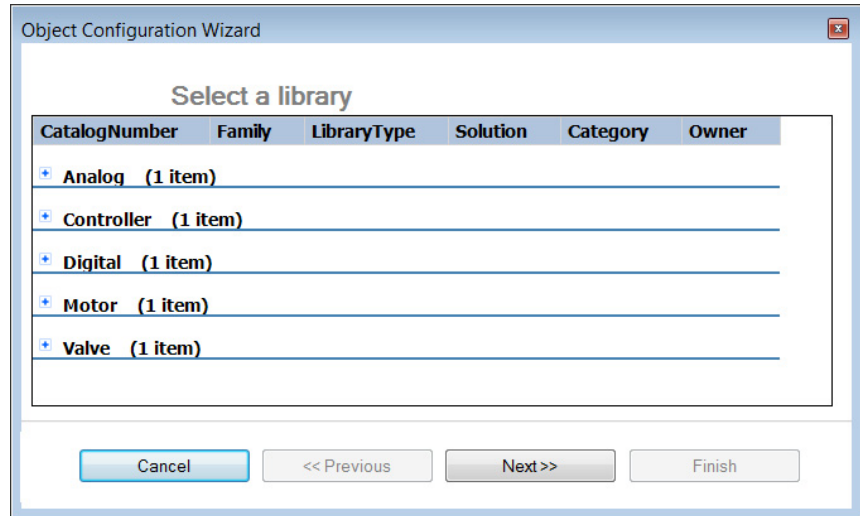 Object Configuration Wizard
Select a library
CatalogNumber Family LibraryType Solution Category Owner
Analog (1 item)
Controller (1 item)
Digital (1 item)
Motor (1 item)
Valve (1 item)
Cancel << Previous Next>> Finish